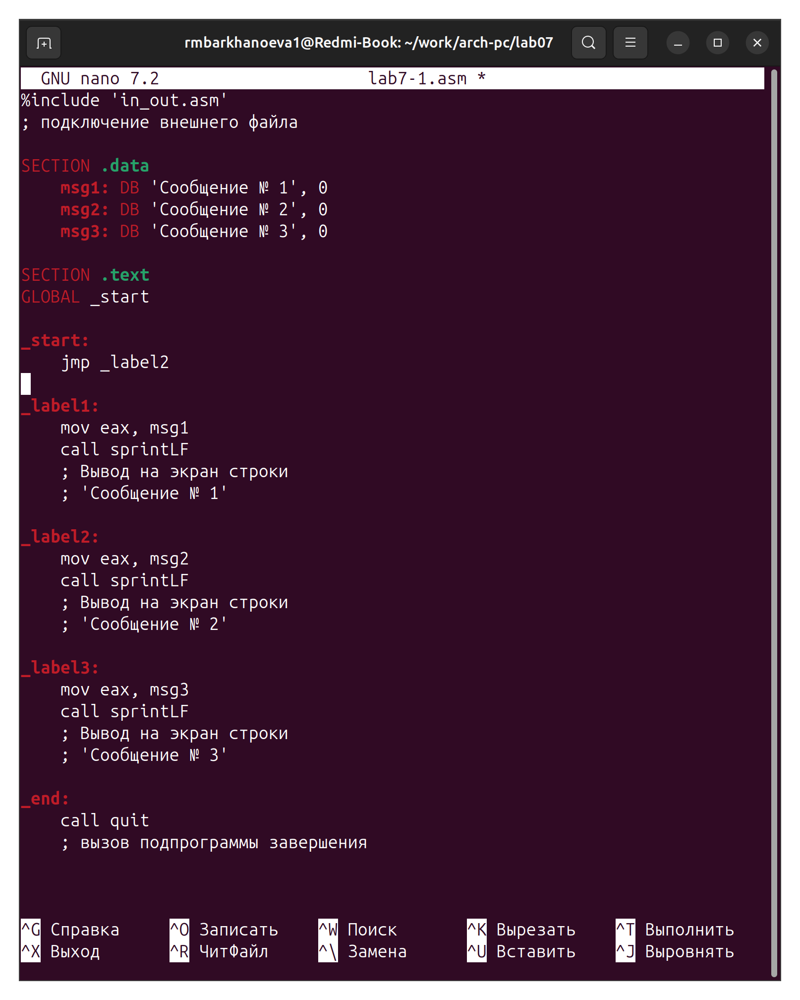 rmbarkhanoeva1@Redmi-Book: ~/work/arch-pc/lab07
GNU nano 7.2 lab7-1.asm *
%include 'in_out.asm'
; подключение внешнего файла
SECTION .data
msg1: DB 'Сообщение № 1', 0
msg2: DB 'Сообщение № 2', 0
msg3: DB 'Сообщение № 3', 0
SECTION .text
GLOBAL _start
_start:
jmp _label2
_label1:
mov eax, msg1
call sprintLF
; Вывод на экран строки
; 'Сообщение № 1'
_label2:
mov eax, msg2
call sprintLF
; Вывод на экран строки
; 'Сообщение № 2'
_label3:
mov eax, msg3
call sprintLF
; Вывод на экран строки
; 'Сообщение № 3'
_end:
call quit
; вызов подпрограммы завершения
^G Справка ^O Записать ^W Поиск ^K Вырезать ^T Выполнить
^X Выход ^R ЧитФайл ^\ Замена ^U Вставить ^J Выровнять